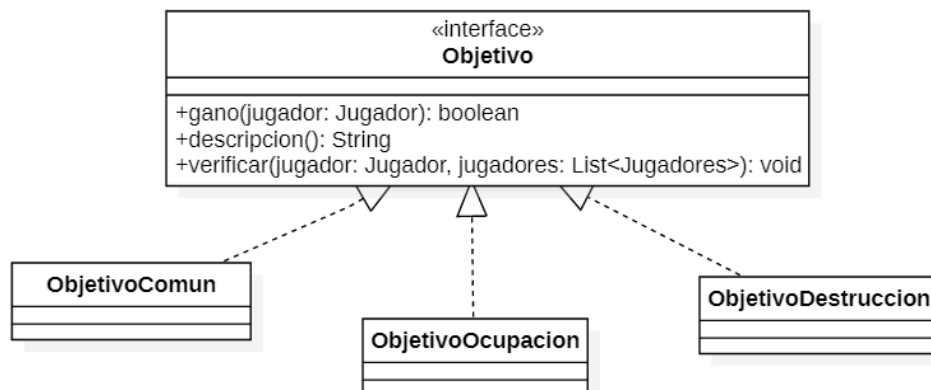 «interface»
Objetivo
+gano(jugador: Jugador): boolean
+descripcion(): String
+verificar(jugador: Jugador, jugadores: List<Jugadores>): void
ObjetivoComun
ObjetivoOcupacion
ObjetivoDestruccion